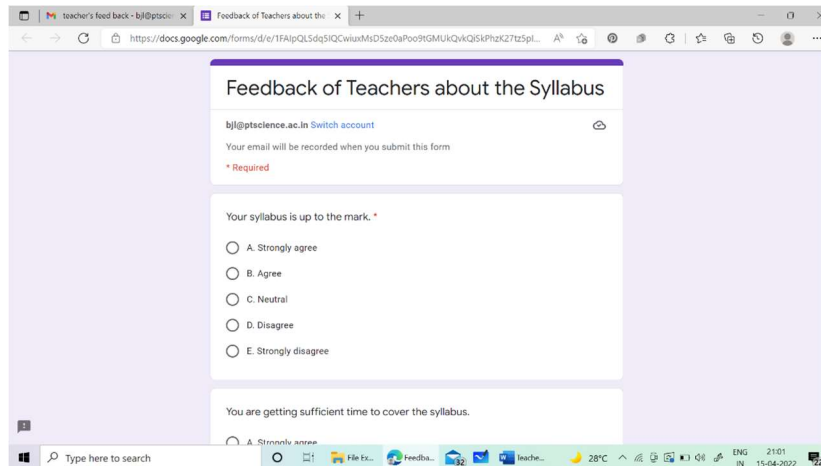 teacher's feed back - bjl@ptscien
Feedback of Teachers about the
https://docs.google.com/forms/d/e/
Feedback of Teachers about the Syllabus
bjl@ptscience.ac.in Switch account
Your email will be recorded when you submit this form
* Required
Your syllabus is up to the mark. *
A. Strongly agree
B. Agree
C. Neutral
D. Disagree
E. Strongly disagree
You are getting sufficient time to cover the syllabus.
A. Strongly agree
Type here to search
File Ex...
Feedba...
32
leache...
28°C
ENG
IN
21:01
15-04-2022
22